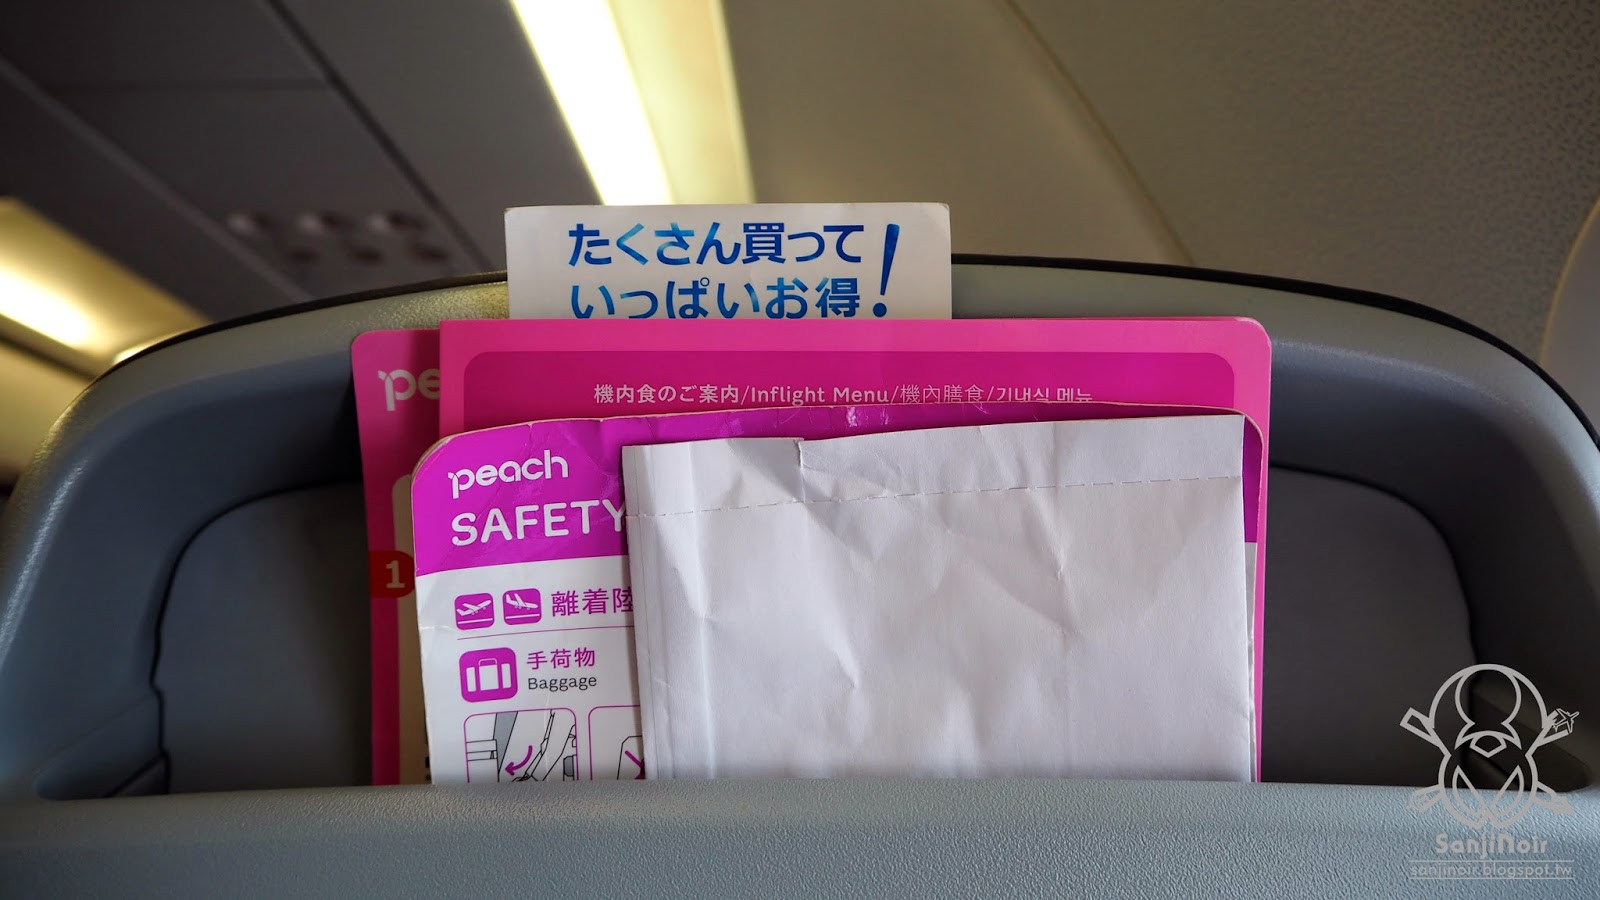 たくさん買って
いっぱいお得!
pe
機内食のご案内/Inflight Menu/機內膳食/기내식 메뉴
peach
SAFETY
1
離着陸
手荷物
Baggage
SanjiNoir
sanjinoir.blogspot.tw